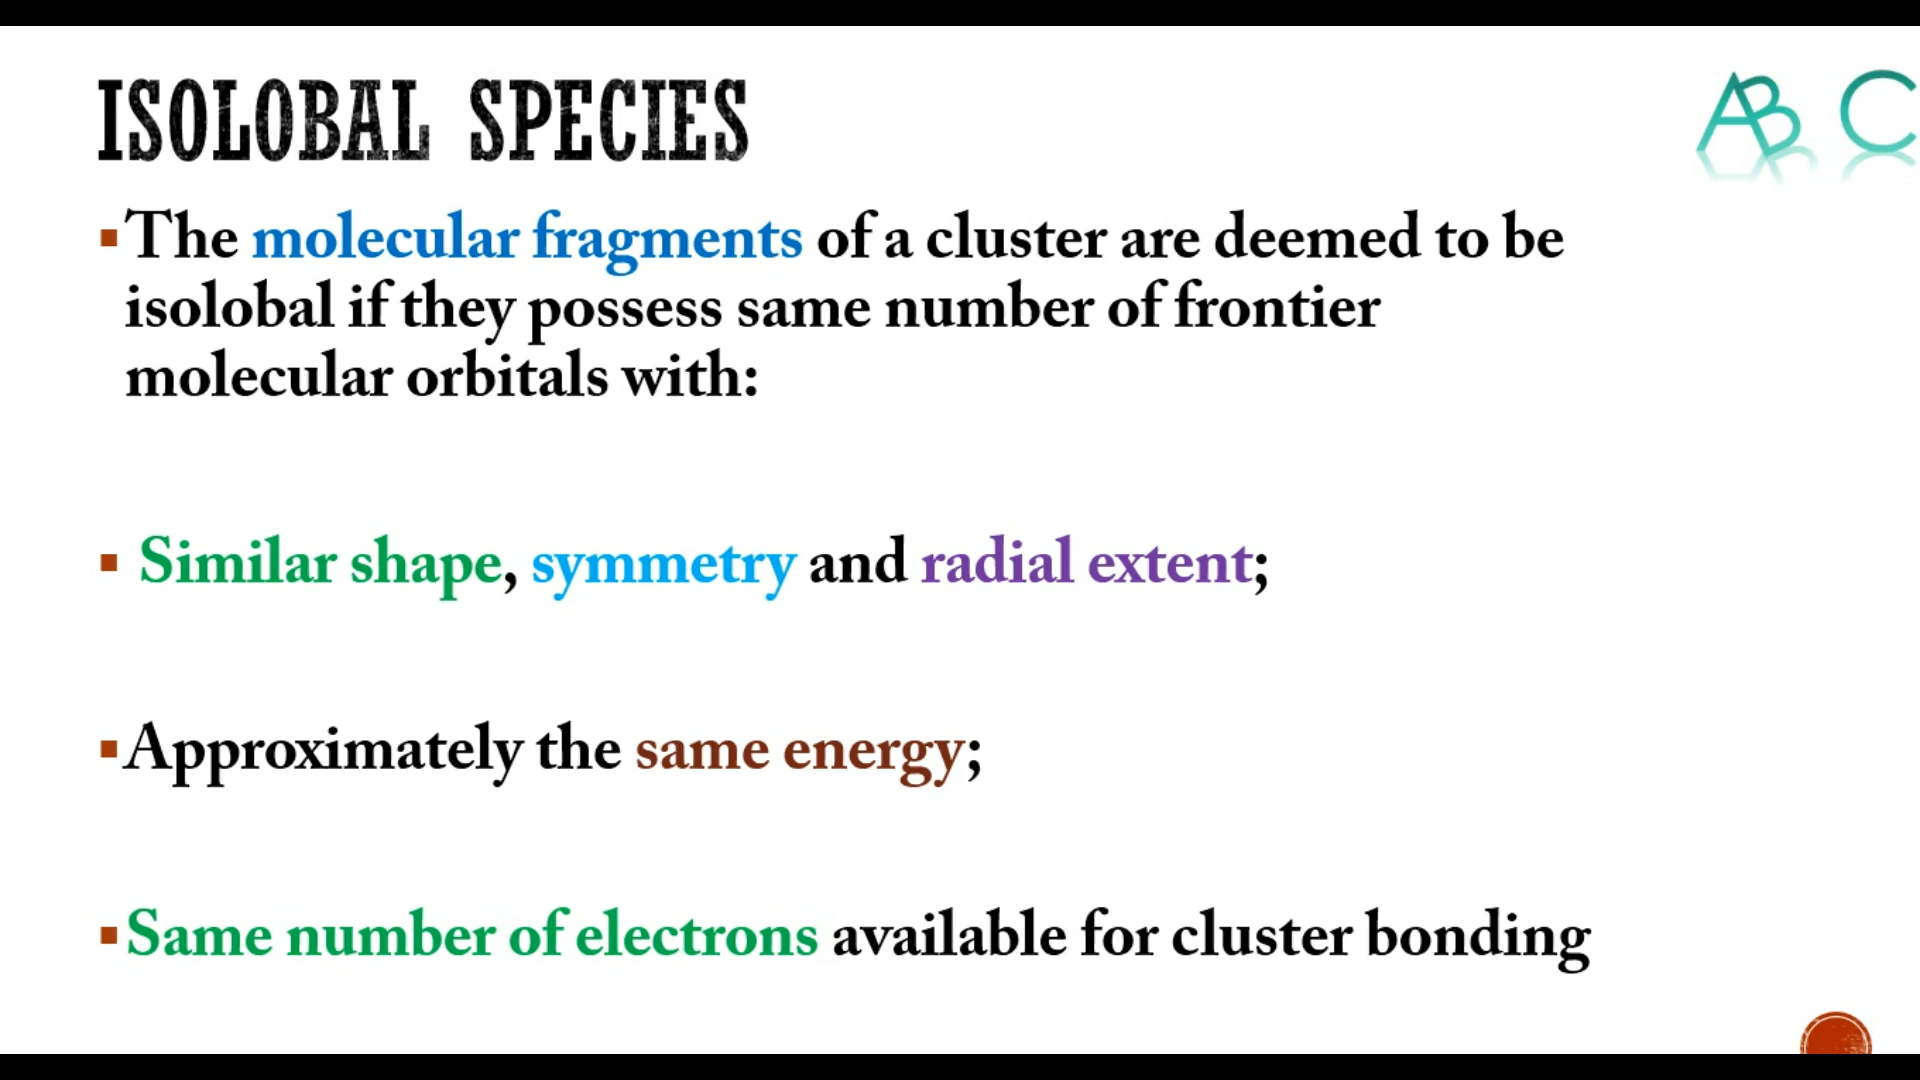 ISOLOBAL SPECIES
AB C
▪The molecular fragments of a cluster are deemed to be
isolobal if they possess same number of frontier
molecular orbitals with:
▪ Similar shape, symmetry and radial extent;
▪Approximately the same energy;
▪Same number of electrons available for cluster bonding